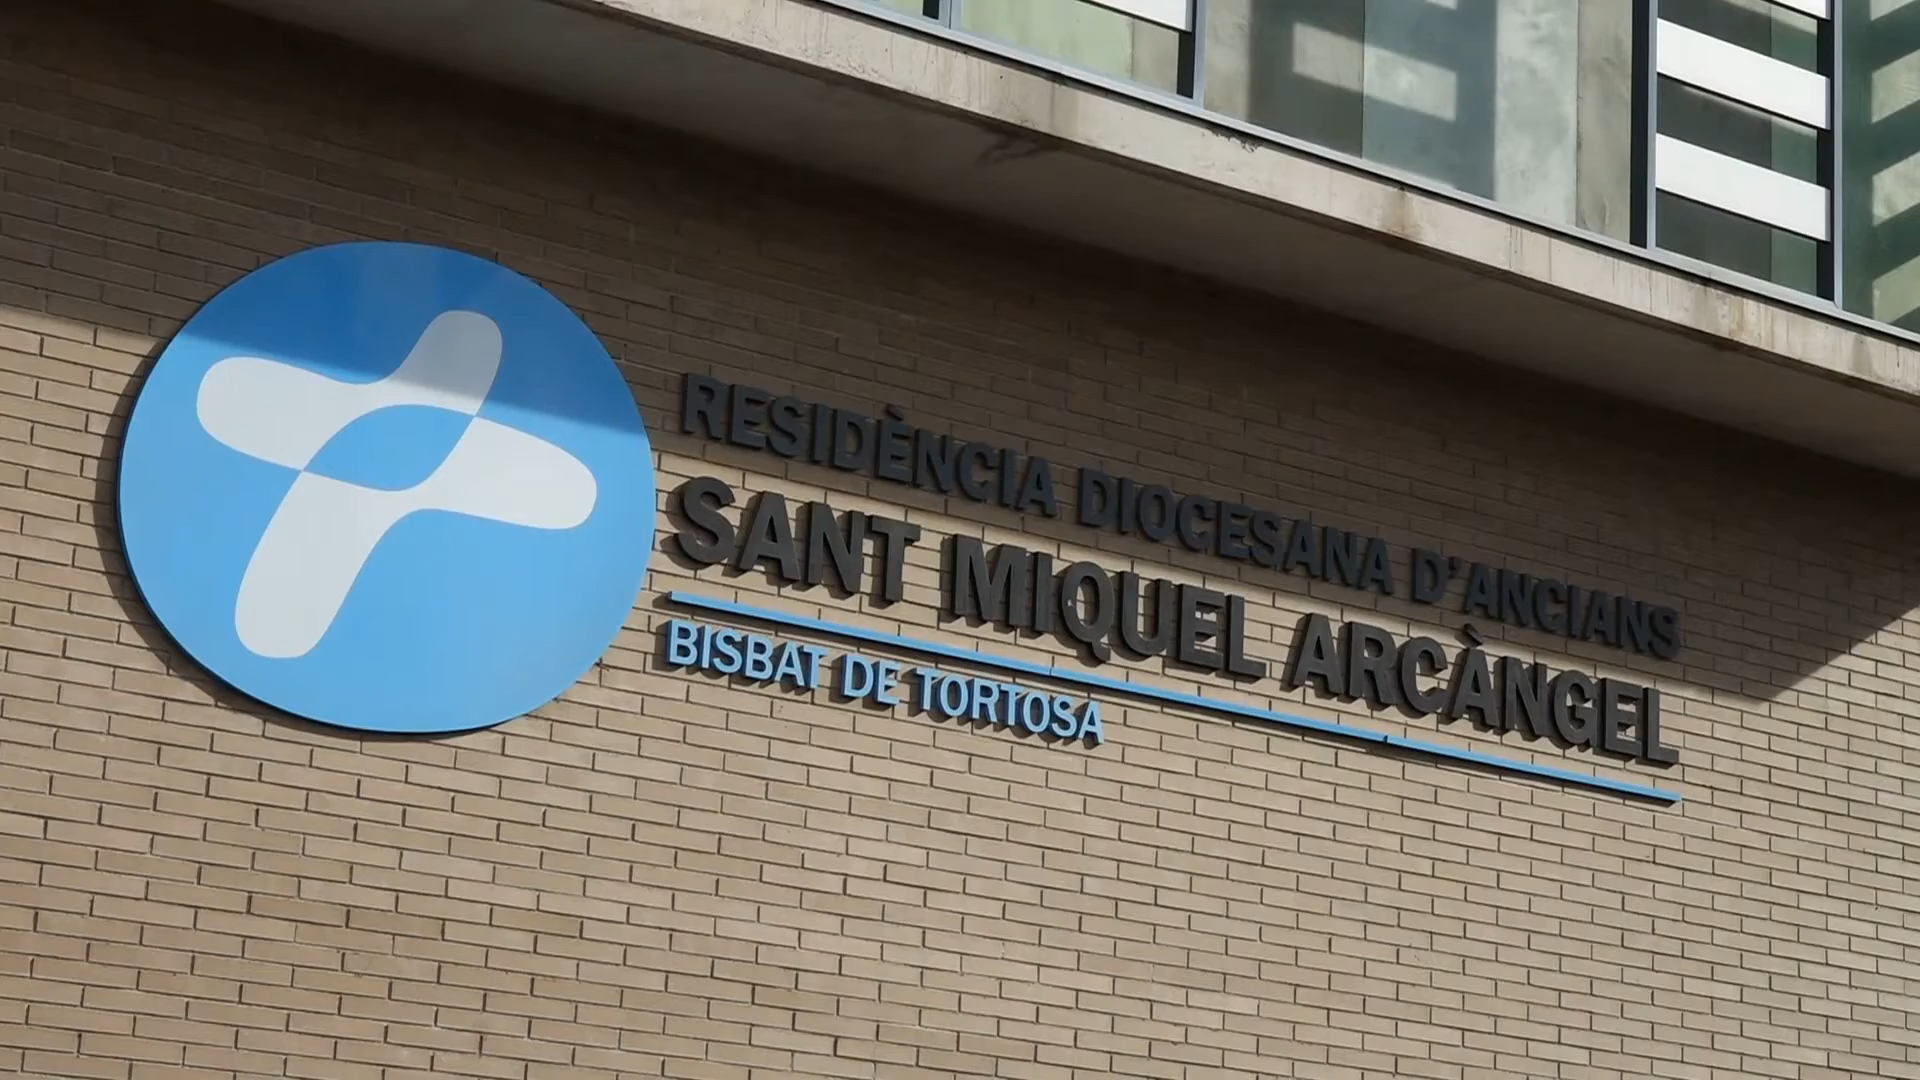 RESIDÈNCIA DIOCESANA D'ANCIANS
SANT MIQUEL ARCÀNGEL
BISBAT DE TORTOSA